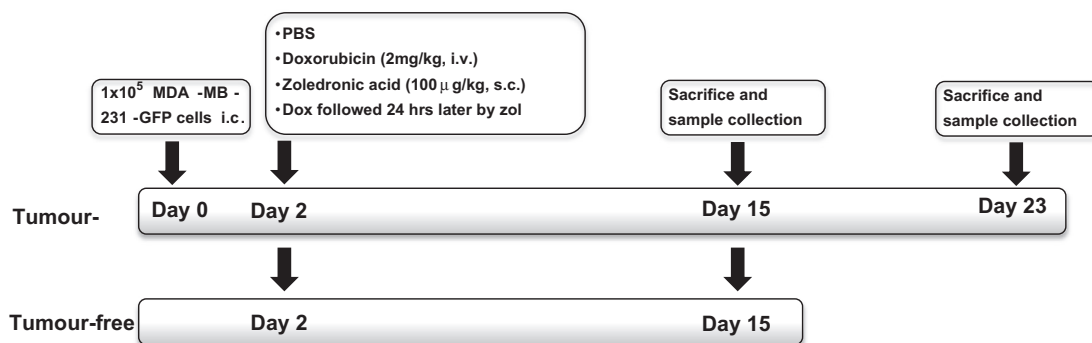 •PBS
•Doxorubicin (2mg/kg, i.v.)
•Zoledronic acid (100 μg/kg, s.c.)
•Dox followed 24 hrs later by zol
1x10⁵ MDA -MB -
231 -GFP cells i.c.
Sacrifice and
sample collection
Sacrifice and
sample collection
Tumour-
Day 0
Day 2
Day 15
Day 23
Tumour-free
Day 2
Day 15